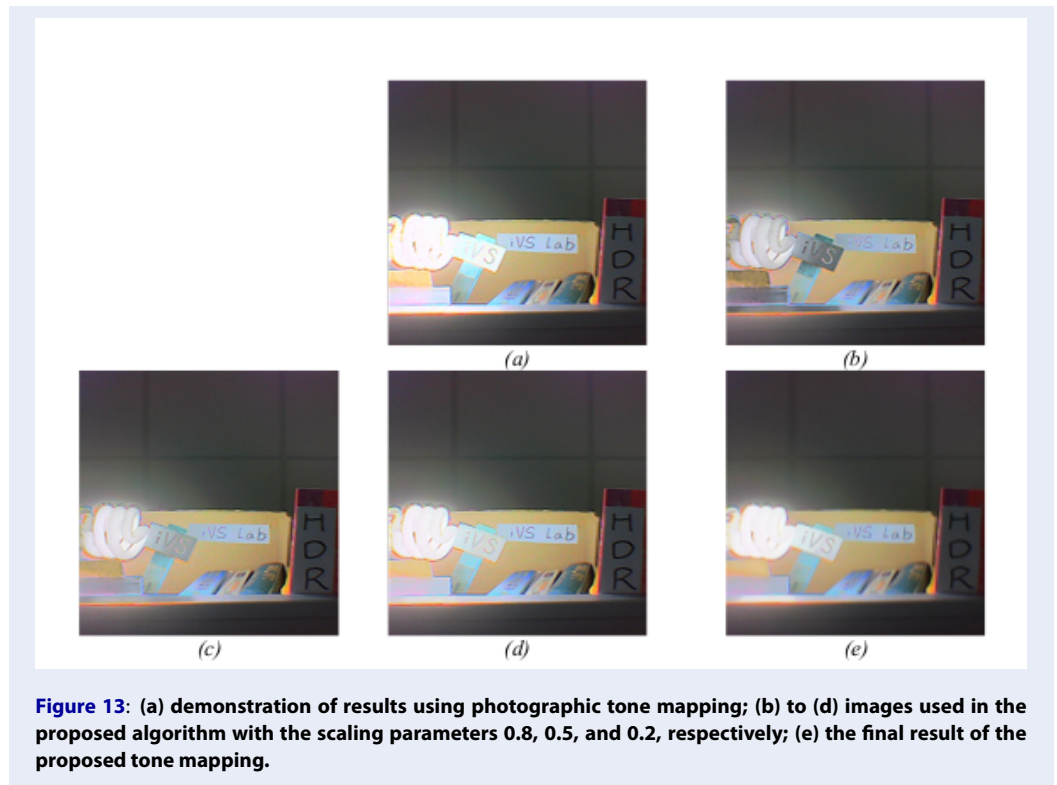 iVS
iVS Lab
H
D
R
iVS
iVS Lab
H
D
R
(a)
(b)
iVS
iVS Lab
H
D
R
iVS
iVS Lab
H
D
R
iVS
iVS Lab
H
D
R
(c)
(d)
(e)
Figure 13: (a) demonstration of results using photographic tone mapping; (b) to (d) images used in the
proposed algorithm with the scaling parameters 0.8, 0.5, and 0.2, respectively; (e) the final result of the
proposed tone mapping.